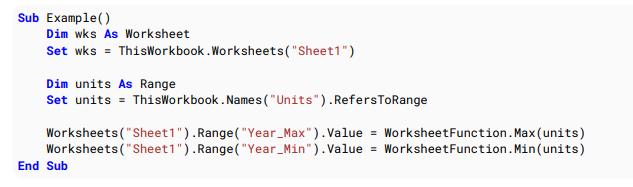 Sub Example()
    Dim wks As Worksheet
    Set wks = ThisWorkbook.Worksheets("Sheet1")

    Dim units As Range
    Set units = ThisWorkbook.Names("Units").RefersToRange

    Worksheets("Sheet1").Range("Year_Max").Value = WorksheetFunction.Max(units)
    Worksheets("Sheet1").Range("Year_Min").Value = WorksheetFunction.Min(units)
End Sub